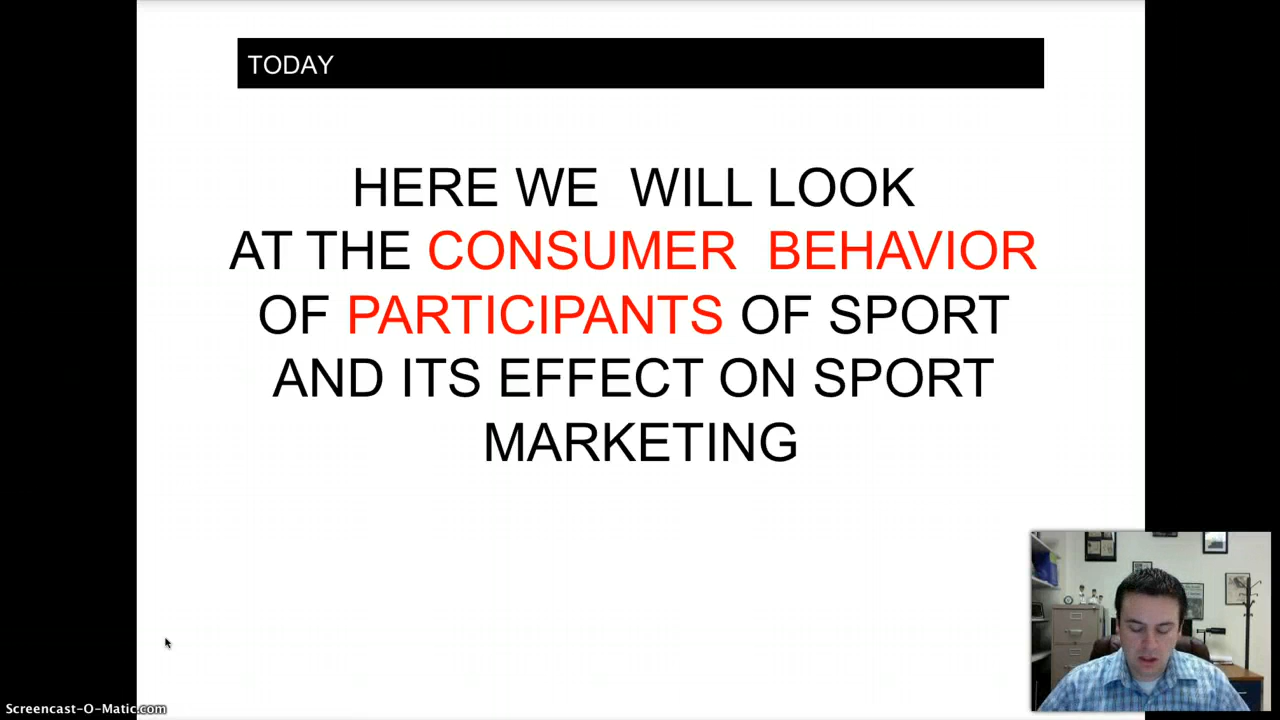 TODAY
HERE WE WILL LOOK
AT THE CONSUMER BEHAVIOR
OF PARTICIPANTS OF SPORT
AND ITS EFFECT ON SPORT
MARKETING
Screencast-O-Matic.com